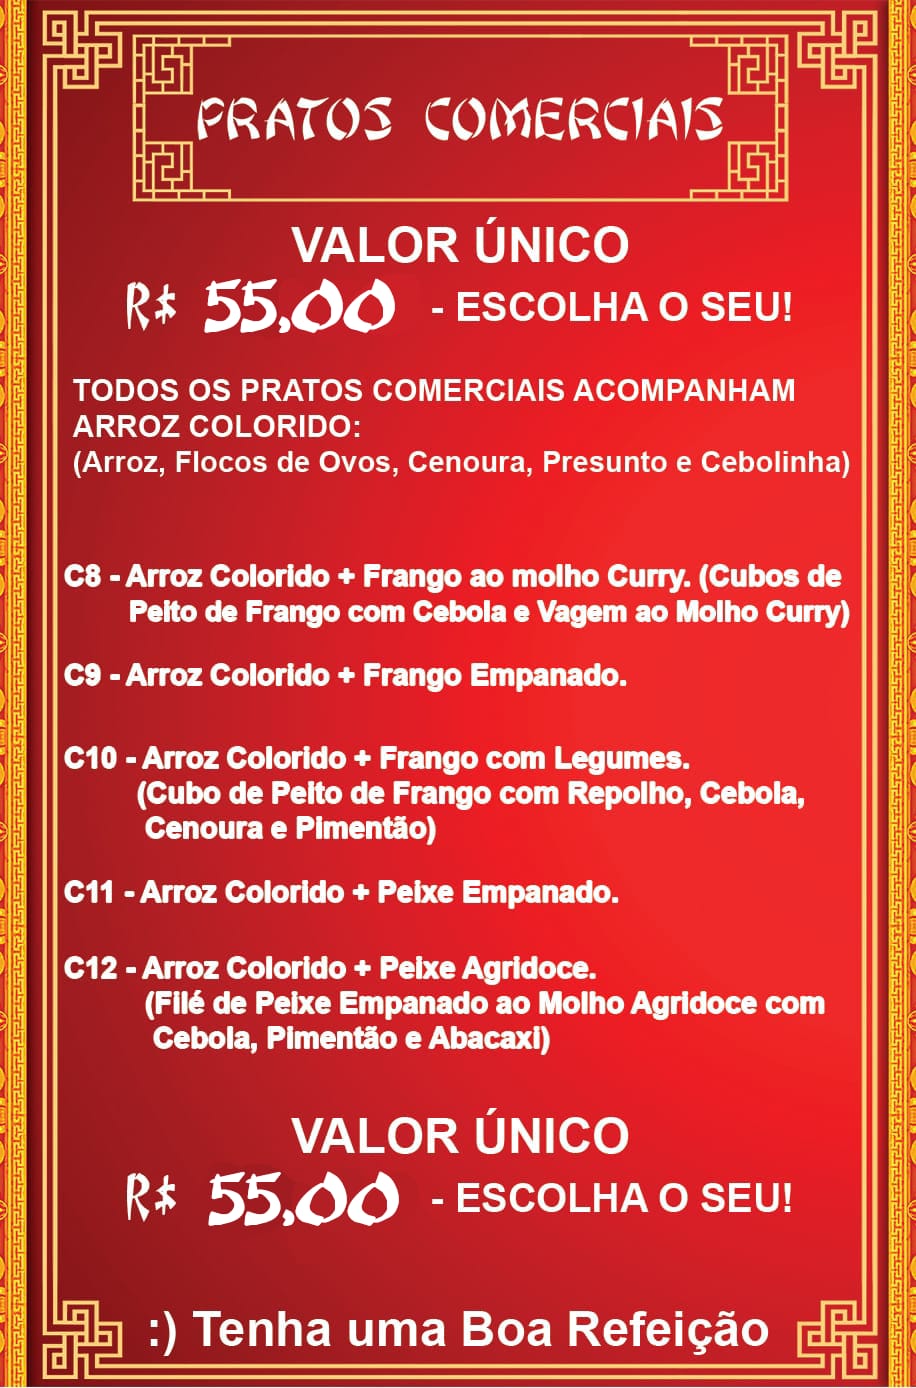 PRATOS COMERCIAIS
VALOR ÚNICO
R$ 55,00 - ESCOLHA O SEU!
TODOS OS PRATOS COMERCIAIS ACOMPANHAM
ARROZ COLORIDO:
(Arroz, Flocos de Ovos, Cenoura, Presunto e Cebolinha)
C8 - Arroz Colorido + Frango ao molho Curry. (Cubos de
Peito de Frango com Cebola e Vagem ao Molho Curry)
C9 - Arroz Colorido + Frango Empanado.
C10 - Arroz Colorido + Frango com Legumes.
(Cubo de Peito de Frango com Repolho, Cebola,
Cenoura e Pimentão)
C11 - Arroz Colorido + Peixe Empanado.
C12 - Arroz Colorido + Peixe Agridoce.
(Filé de Peixe Empanado ao Molho Agridoce com
Cebola, Pimentão e Abacaxi)
VALOR ÚNICO
R$ 55,00 - ESCOLHA O SEU!
:) Tenha uma Boa Refeição